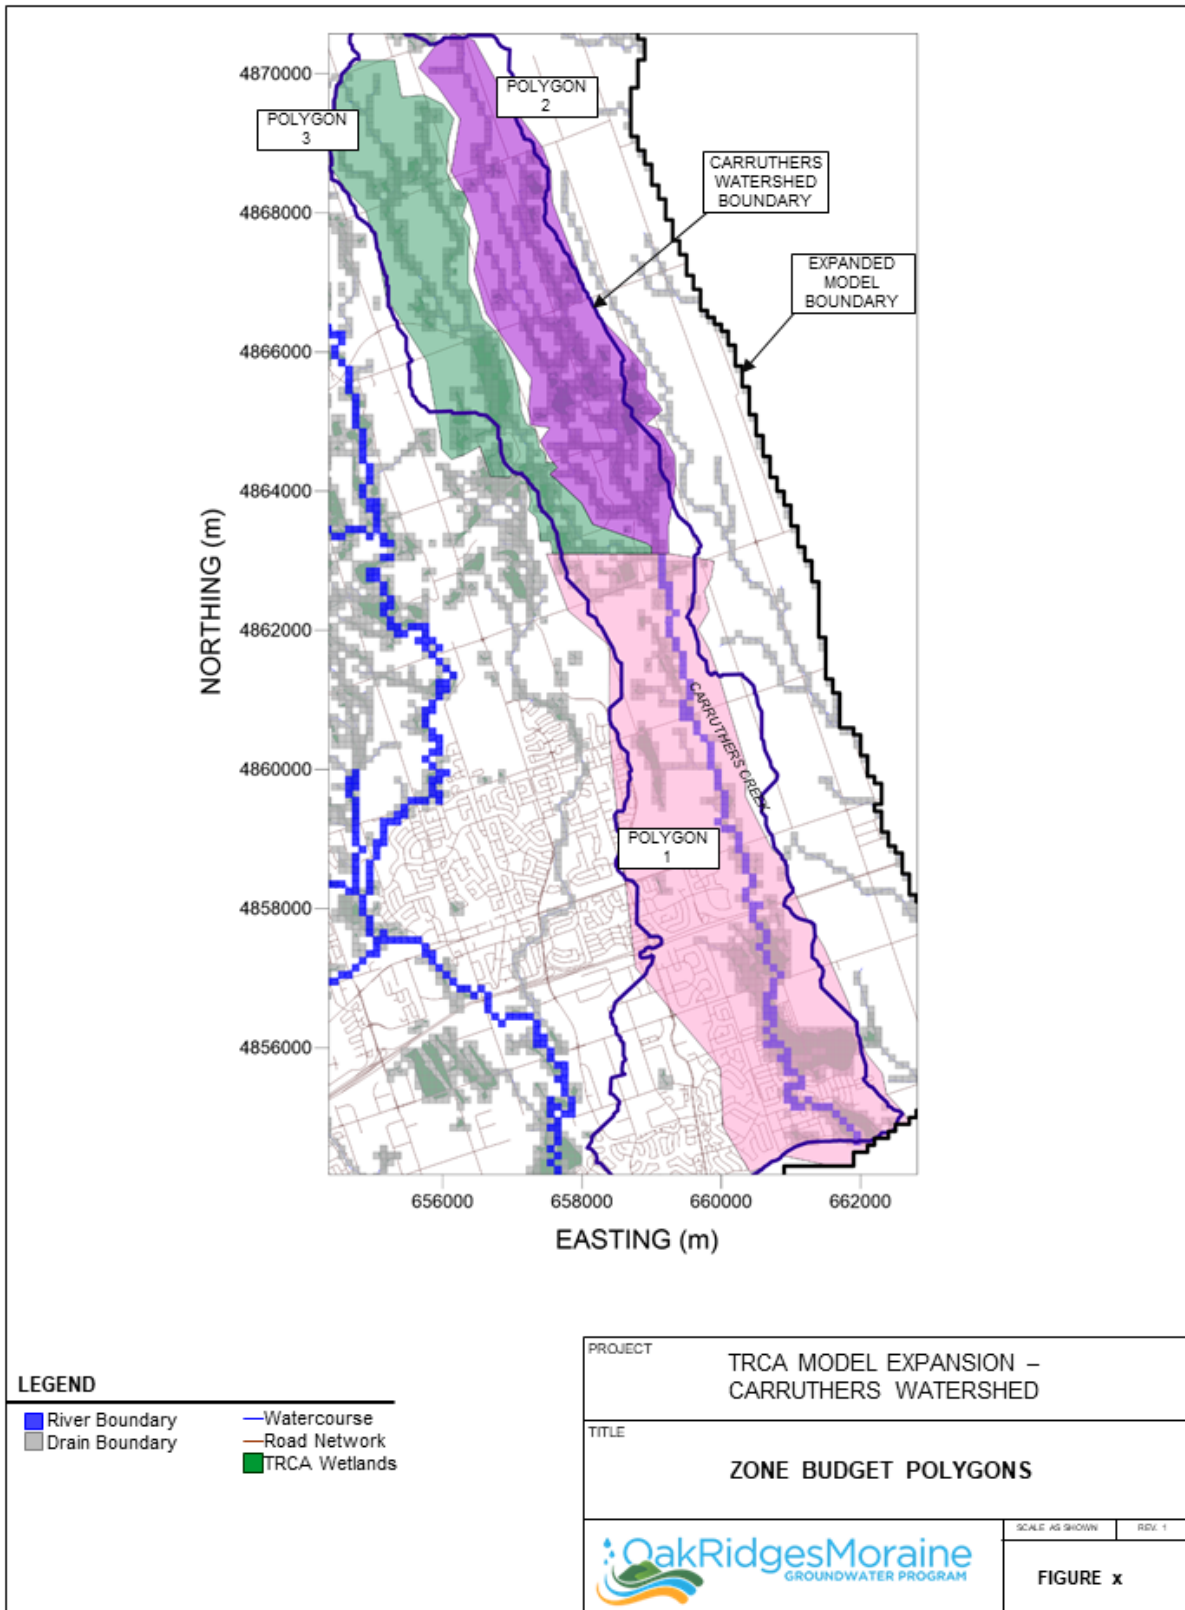 4870000
4868000
4866000
4864000
4862000
4860000
4858000
4856000
NORTHING (m)
POLYGON
3
POLYGON
2
CARRUTHERS
WATERSHED
BOUNDARY
EXPANDED
MODEL
BOUNDARY
CARRUTHERS CREEK
POLYGON
1
656000
658000
660000
662000
EASTING (m)
LEGEND
River Boundary
Drain Boundary
Watercourse
Road Network
TRCA Wetlands
PROJECT
TRCA MODEL EXPANSION –
CARRUTHERS WATERSHED
TITLE
ZONE BUDGET POLYGONS
OakRidgesMoraine
GROUNDWATER PROGRAM
SCALE AS SHOWN
REV. 1
FIGURE x